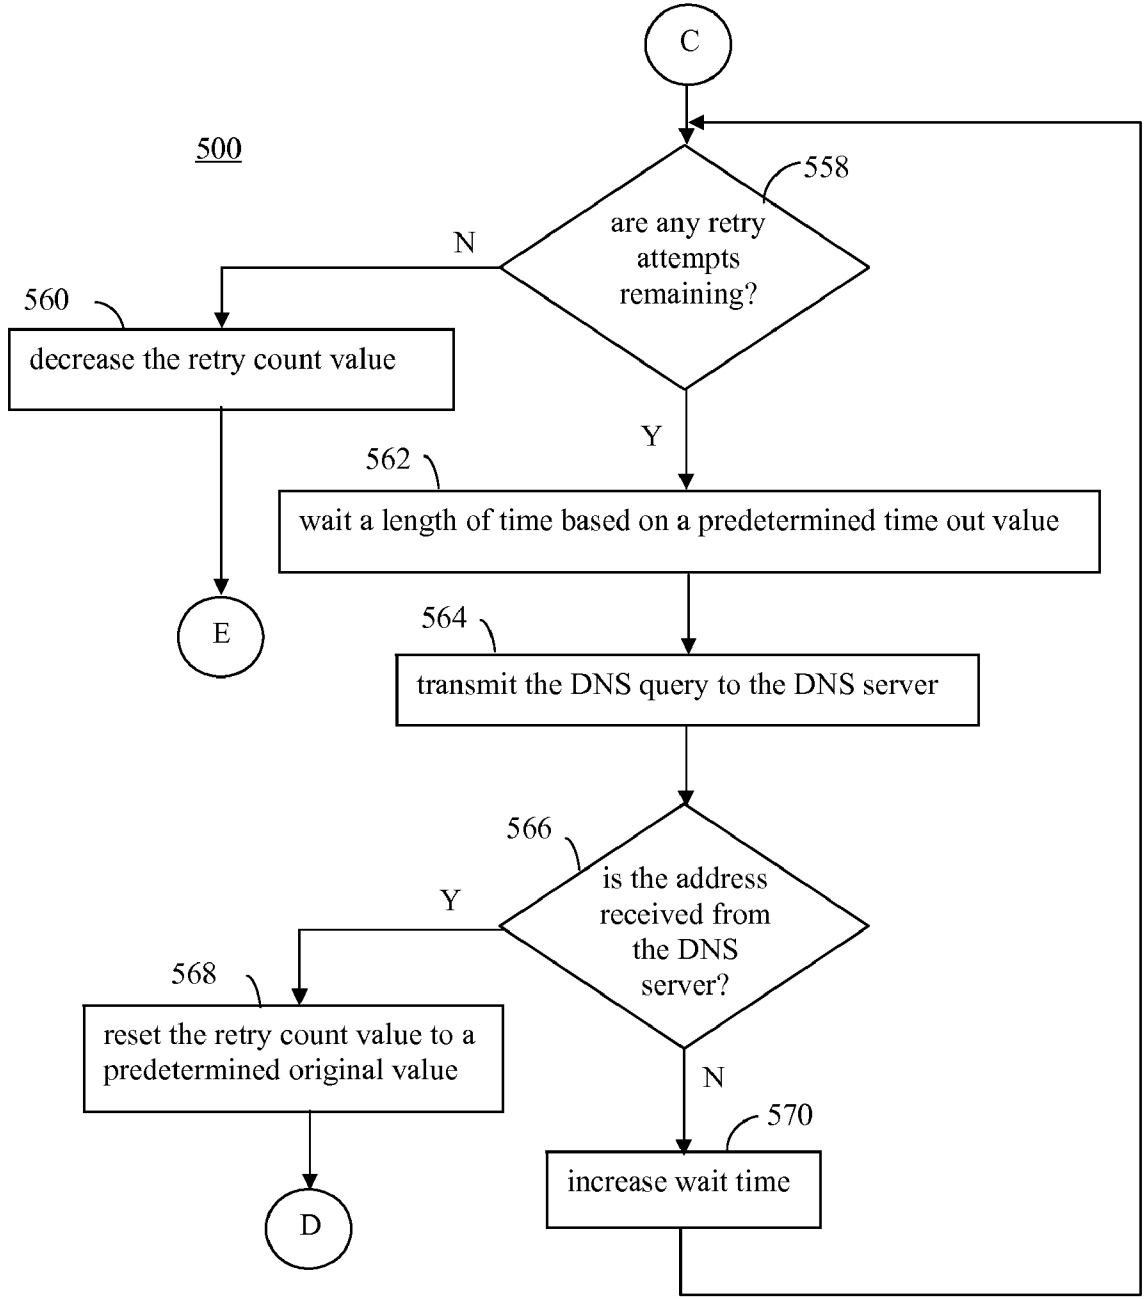 C
500
558
are any retry
attempts
remaining?
N
560
decrease the retry count value
Y
562
wait a length of time based on a predetermined time out value
E
564
transmit the DNS query to the DNS server
566
is the address
received from
the DNS
server?
Y
568
reset the retry count value to a
predetermined original value
N
570
increase wait time
D